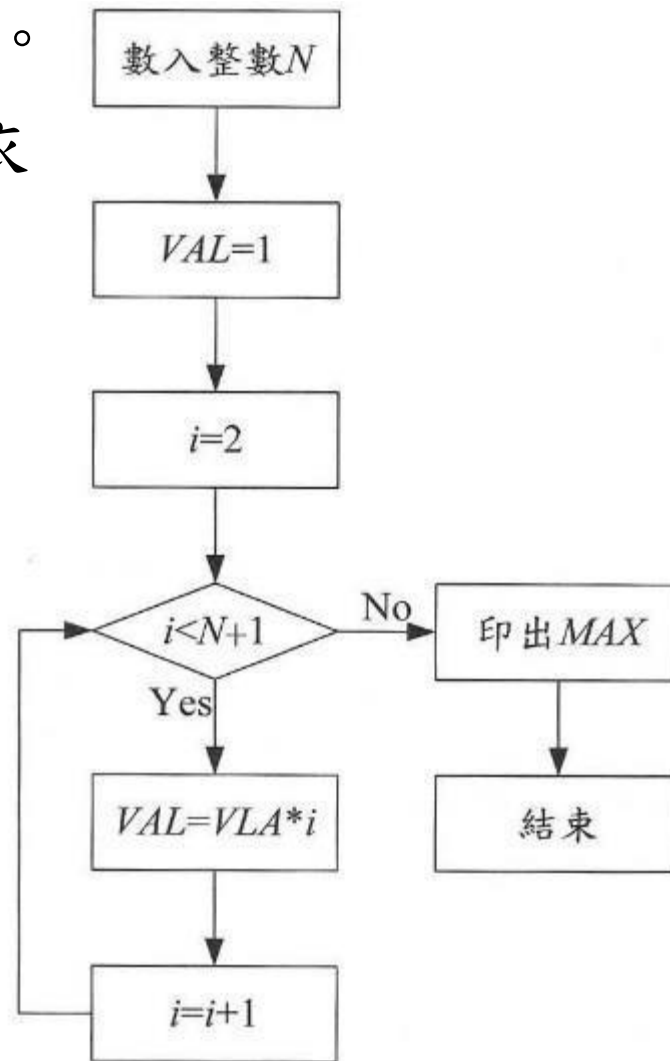 。
數入整數N
VAL=1
i=2
i<N+1
No
印出MAX
Yes
VAL=VLA*i
結束
i=i+1